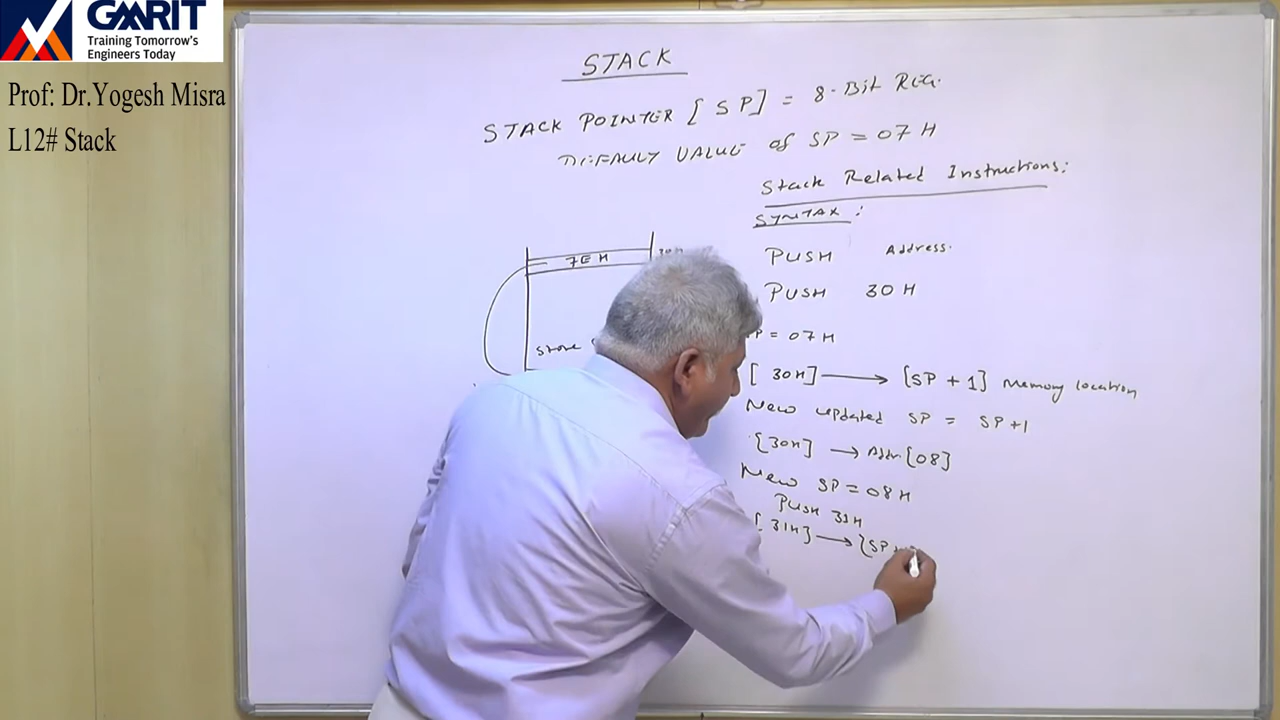 GMRIT
Training Tomorrow's
Engineers Today
Prof: Dr.Yogesh Misra
L12# Stack
STACK
STACK POINTER [SP] = 8-Bit REG.
DEFAULT VALUE of SP = 07 H
Stack Related Instructions:
SYNTAX:
PUSH Address.
PUSH 30 H
7E H
= 07 H
[30H] → [SP + 1] Memory location
New updated SP = SP+1
[30H] → Addr [08]
New SP = 08 H
PUSH 31H
[31H] → [SP +